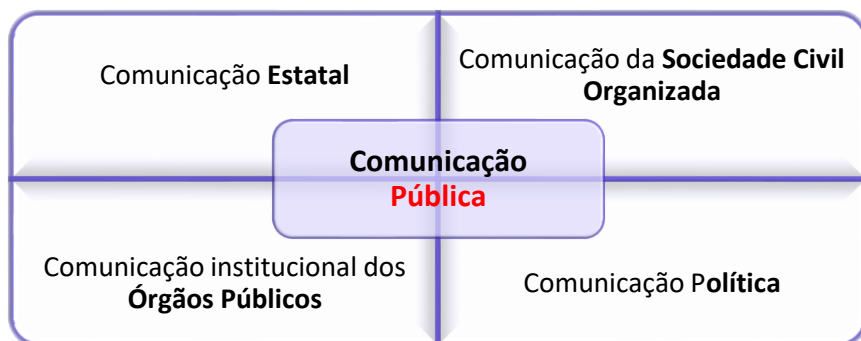 Comunicação Estatal
Comunicação da Sociedade Civil
Organizada
Comunicação
Pública
Comunicação institucional dos
Órgãos Públicos
Comunicação Política